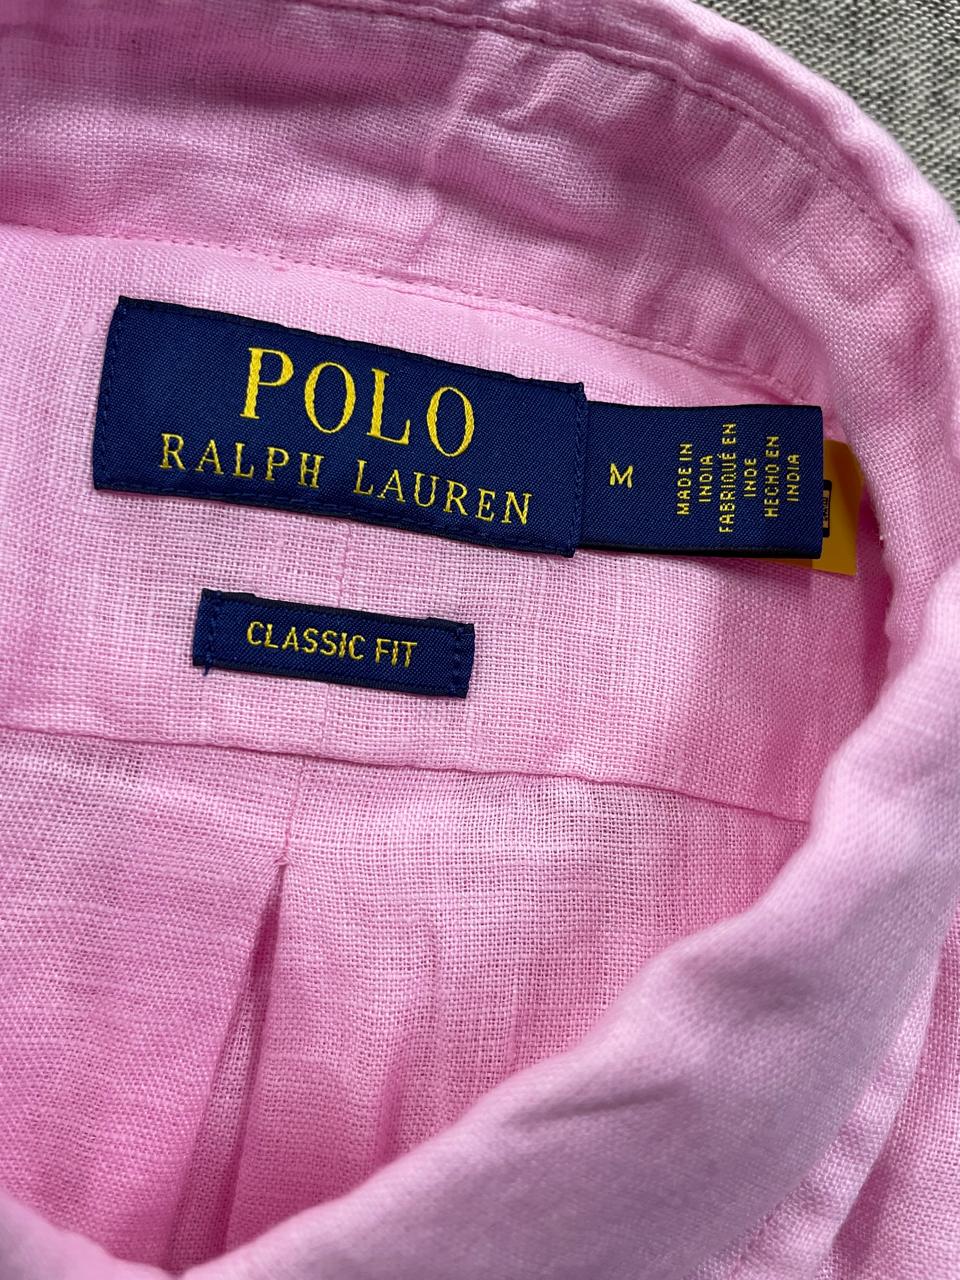 POLO
RALPH LAUREN
M
MADE IN
INDIA
FABRIQUÉ EN
INDE
HECHO EN
INDIA
CLASSIC FIT